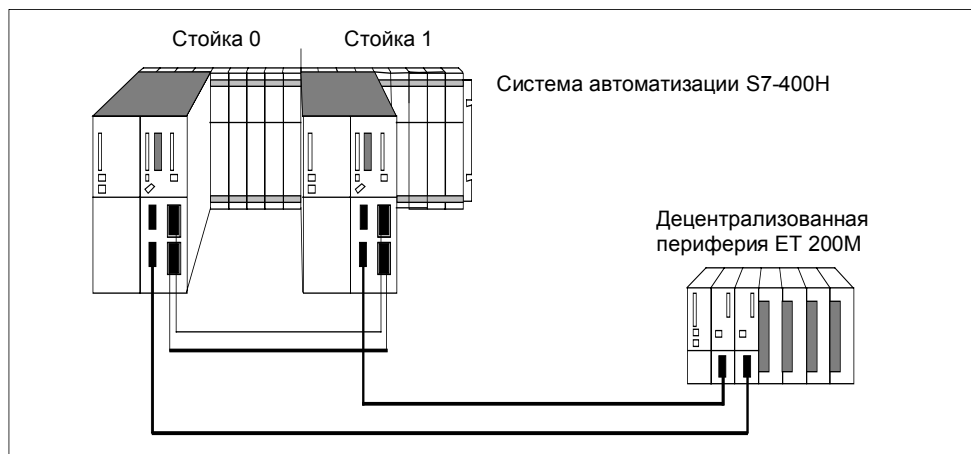 Стойка 0
Стойка 1
Система автоматизации S7-400H
Децентрализованная
периферия ET 200M